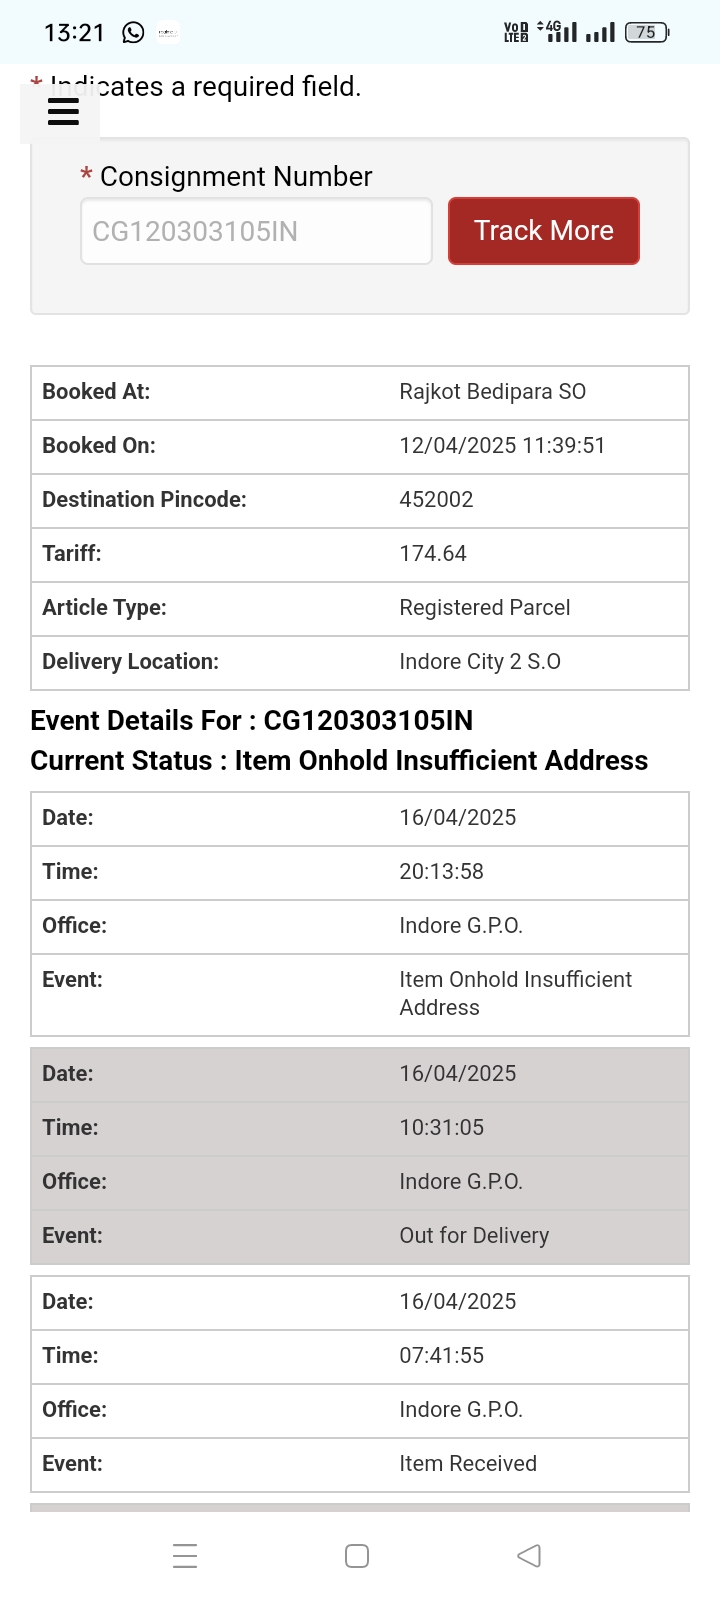 13:21
Vo LTE 2 4G 75
* Indicates a required field.
* Consignment Number
CG120303105IN Track More
Booked At: Rajkot Bedipara SO
Booked On: 12/04/2025 11:39:51
Destination Pincode: 452002
Tariff: 174.64
Article Type: Registered Parcel
Delivery Location: Indore City 2 S.O
Event Details For : CG120303105IN
Current Status : Item Onhold Insufficient Address
Date: 16/04/2025
Time: 20:13:58
Office: Indore G.P.O.
Event: Item Onhold Insufficient
Address
Date: 16/04/2025
Time: 10:31:05
Office: Indore G.P.O.
Event: Out for Delivery
Date: 16/04/2025
Time: 07:41:55
Office: Indore G.P.O.
Event: Item Received